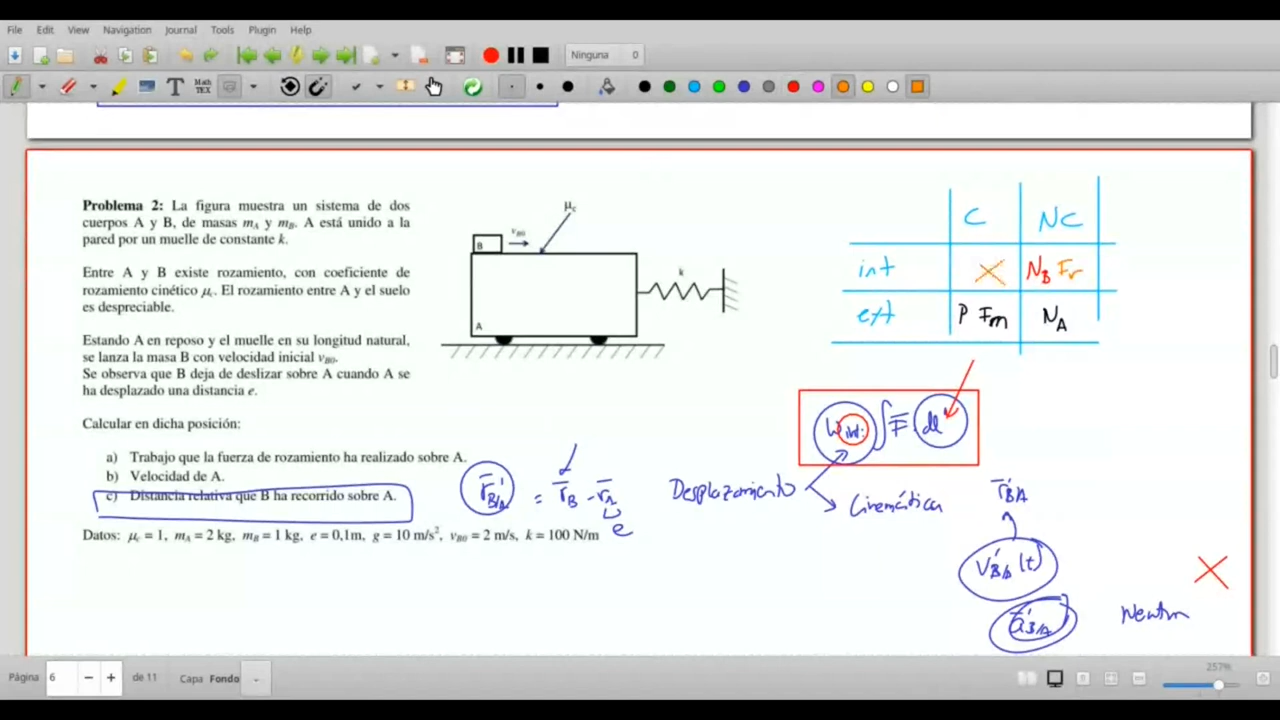 File Edit View Navigation Journal Tools Plugin Help
Ninguna 0
T Math TEX
Problema 2: La figura muestra un sistema de dos
cuerpos A y B, de masas mA y mB. A está unido a la
pared por un muelle de constante k.
Entre A y B existe rozamiento, con coeficiente de
rozamiento cinético μc. El rozamiento entre A y el suelo
es despreciable.
Estando A en reposo y el muelle en su longitud natural,
se lanza la masa B con velocidad inicial vB0.
Se observa que B deja de deslizar sobre A cuando A se
ha desplazado una distancia e.
Calcular en dicha posición:
a) Trabajo que la fuerza de rozamiento ha realizado sobre A.
b) Velocidad de A.
c) Distancia relativa que B ha recorrido sobre A.
Datos: μc = 1, mA = 2 kg, mB = 1 kg, e = 0,1m, g = 10 m/s², vB0 = 2 m/s, k = 100 N/m
μc
vB0
B
k
A
C NC
int X NB Fr
ext P Fm NA
Wint: ∫ F̄ . dr̄
r̄'B/A = r̄B - r̄A
e
Desplazamiento
Cinemática
r̄'B/A
V̄'B/A (t)
ā'B/A Newton
Página 6 de 11 Capa Fondo
257%